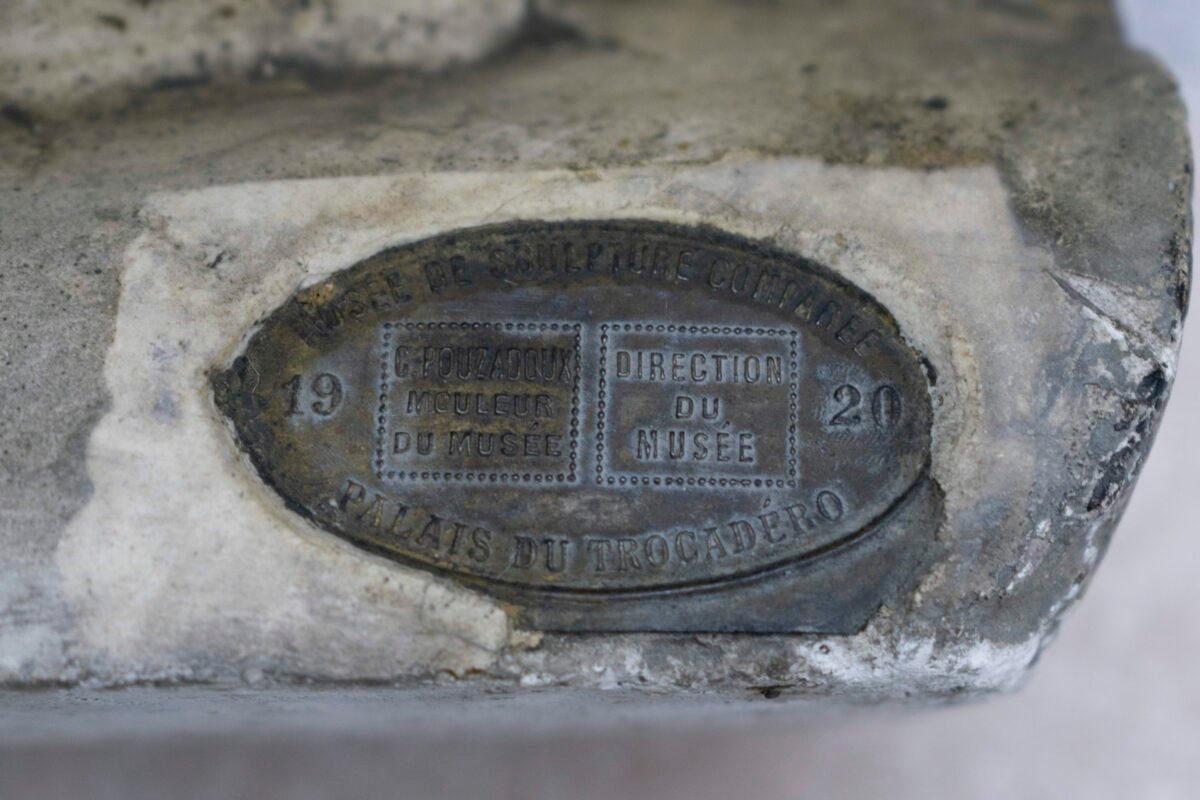 MUSÉE DE SCULPTURE COMPARÉE
19
C. POUZADOUX
MOULEUR
DU MUSÉE
DIRECTION
DU
MUSÉE
20
PALAIS DU TROCADÉRO